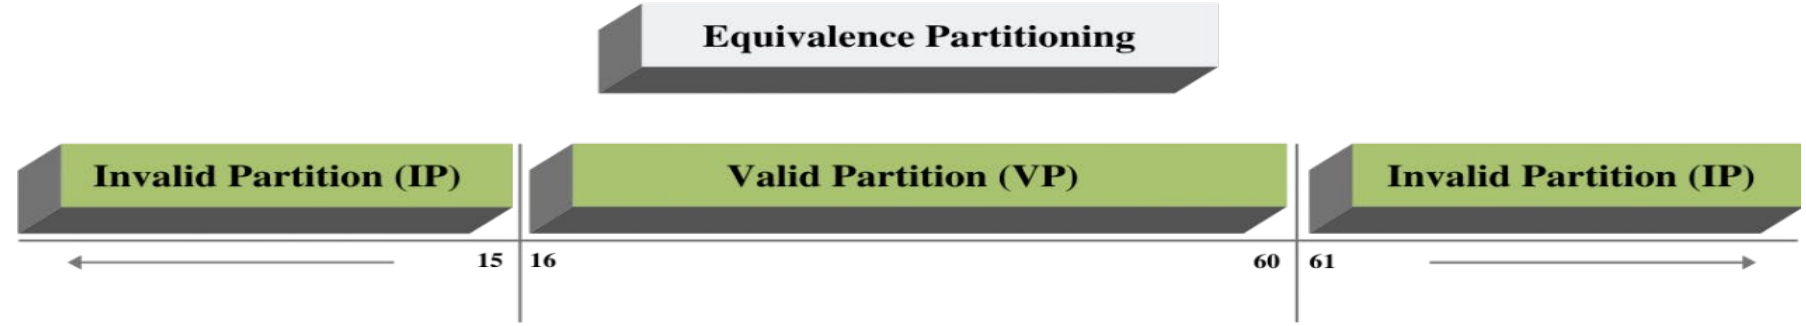 Equivalence Partitioning
Invalid Partition (IP)
Valid Partition (VP)
Invalid Partition (IP)
15 16 60 61